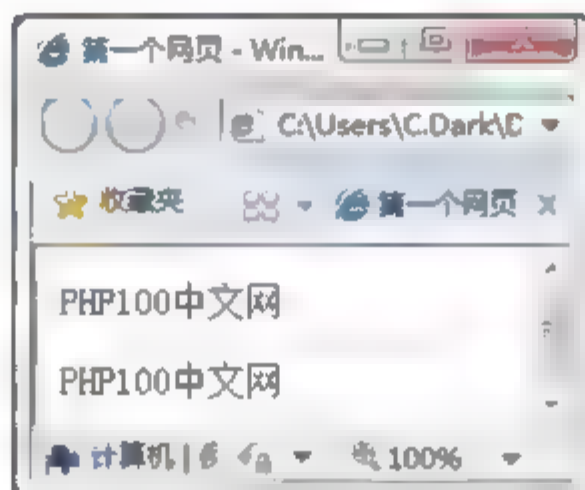 第一个网页 - Win...
C:\Users\C.Dark\D
收藏夹 第一个网页 x
PHP100中文网
PHP100中文网
计算机 | 100%